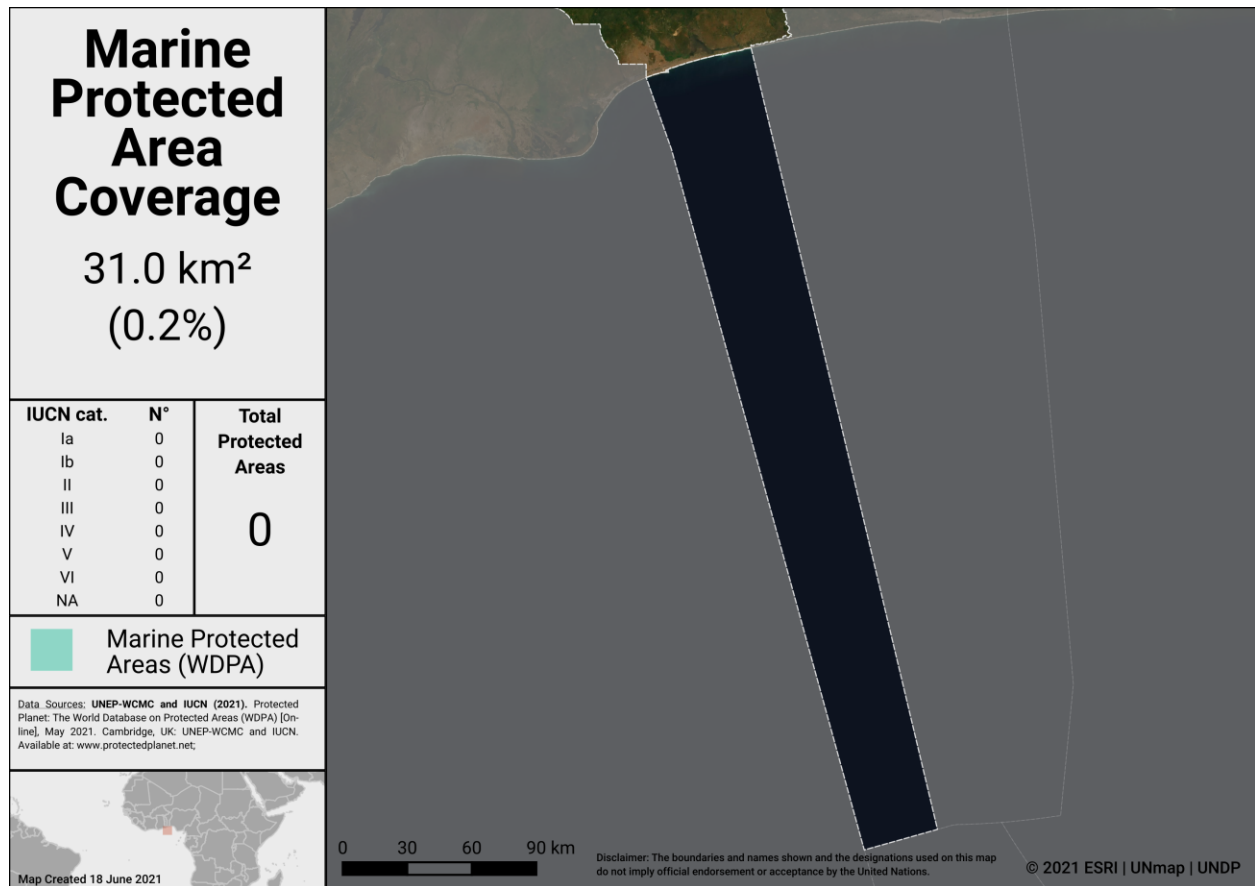 Marine
Protected
Area
Coverage
31.0 km²
(0.2%)
IUCN cat. N°
Ia 0
Ib 0
II 0
III 0
IV 0
V 0
VI 0
NA 0
Total
Protected
Areas
0
Marine Protected
Areas (WDPA)
Data Sources: UNEP-WCMC and IUCN (2021). Protected
Planet: The World Database on Protected Areas (WDPA) [On-
line], May 2021. Cambridge, UK: UNEP-WCMC and IUCN.
Available at: www.protectedplanet.net;
Map Created 18 June 2021
0 30 60 90 km
Disclaimer: The boundaries and names shown and the designations used on this map
do not imply official endorsement or acceptance by the United Nations.
© 2021 ESRI | UNmap | UNDP